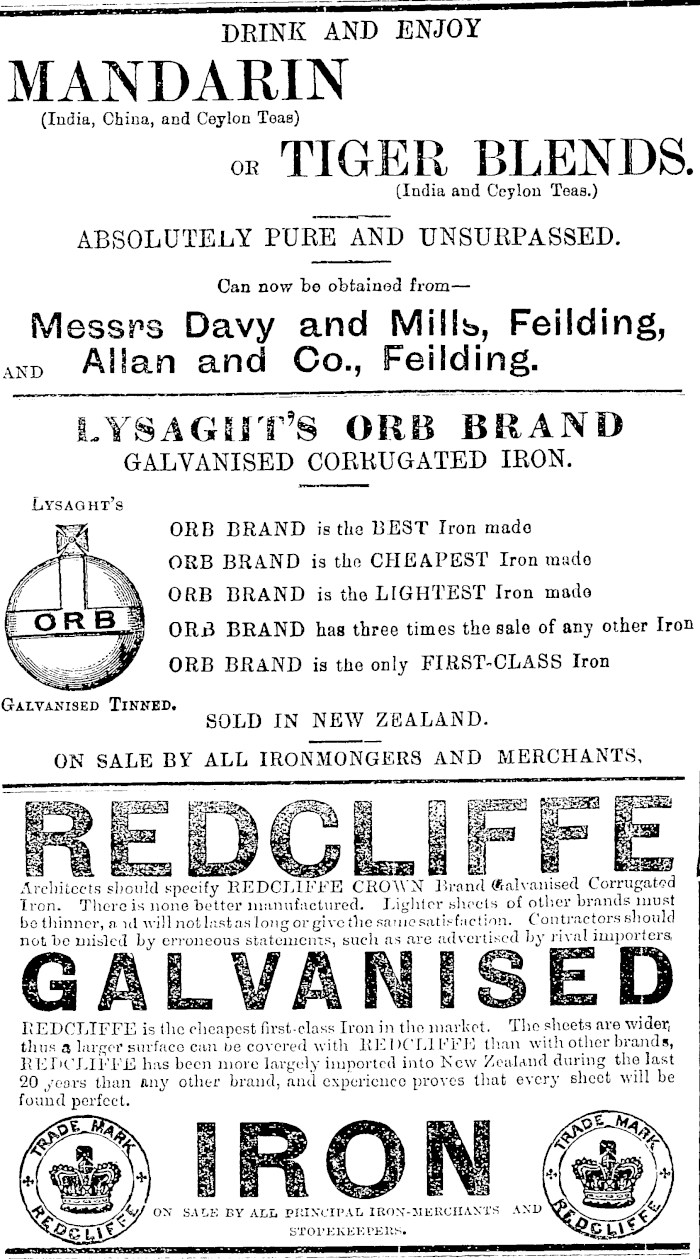 DRINK AND ENJOY
MANDARIN
(India, China, and Ceylon Teas)
OR TIGER BLENDS.
(India and Ceylon Teas.)
ABSOLUTELY PURE AND UNSURPASSED.
Can now be obtained from—
Messrs Davy and Mills, Feilding,
AND Allan and Co., Feilding.
LYSAGHT'S ORB BRAND
GALVANISED CORRUGATED IRON.
LYSAGHT'S
ORB
GALVANISED TINNED.
ORB BRAND is the BEST Iron made
ORB BRAND is the CHEAPEST Iron made
ORB BRAND is the LIGHTEST Iron made
ORB BRAND has three times the sale of any other Iron
ORB BRAND is the only FIRST-CLASS Iron
SOLD IN NEW ZEALAND.
ON SALE BY ALL IRONMONGERS AND MERCHANTS,
REDCLIFFE
Architects should specify REDCLIFFE CROWN Brand Galvanised Corrugated
Iron. There is none better manufactured. Lighter sheets of other brands must
be thinner, and will not last as long or give the same satisfaction. Contractors should
not be misled by erroneous statements, such as are advertised by rival importers.
GALVANISED
REDCLIFFE is the cheapest first-class Iron in the market. The sheets are wider,
thus a larger surface can be covered with REDCLIFFE than with other brands,
REDCLIFFE has been more largely imported into New Zealand during the last
20 years than any other brand, and experience proves that every sheet will be
found perfect.
TRADE MARK
REDCLIFFE
IRON
TRADE MARK
REDCLIFFE
ON SALE BY ALL PRINCIPAL IRON-MERCHANTS AND
STOREKEEPERS.